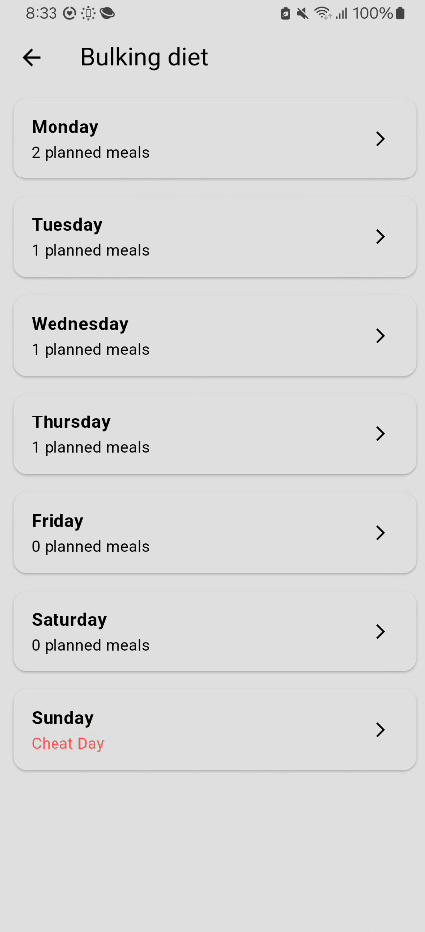 8:33
100%
Bulking diet
Monday
2 planned meals
Tuesday
1 planned meals
Wednesday
1 planned meals
Thursday
1 planned meals
Friday
0 planned meals
Saturday
0 planned meals
Sunday
Cheat Day